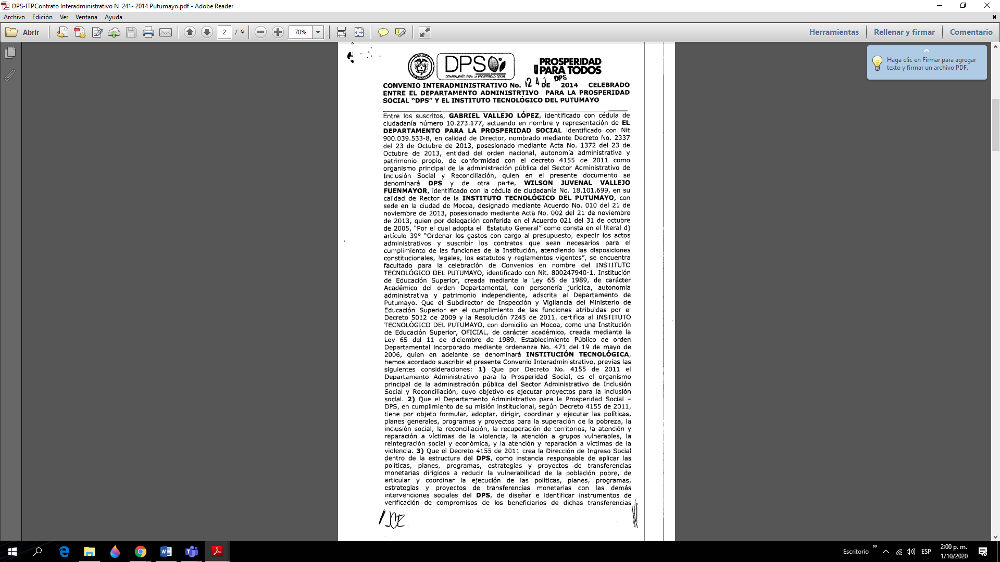 DPS-ITPContrato Interadministrativo N 241- 2014 Putumayo.pdf - Adobe Reader
Archivo Edición Ver Ventana Ayuda
Abrir 2 / 9 70% Herramientas Rellenar y firmar Comentario
Haga clic en Firmar para agregar
texto y firmar un archivo PDF.
DPS
DEPARTAMENTO PARA LA PROSPERIDAD SOCIAL
PROSPERIDAD
PARA TODOS
DPS
CONVENIO INTERADMINISTRATIVO No. 241 DE 2014 CELEBRADO
ENTRE EL DEPARTAMENTO ADMINISTRTIVO PARA LA PROSPERIDAD
SOCIAL “DPS” Y EL INSTITUTO TECNOLÓGICO DEL PUTUMAYO
Entre los suscritos, GABRIEL VALLEJO LÓPEZ, identificado con cédula de
ciudadanía número 10.273.177, actuando en nombre y representación de EL
DEPARTAMENTO PARA LA PROSPERIDAD SOCIAL identificado con Nit
900.039.533-8, en calidad de Director, nombrado mediante Decreto No. 2337
del 23 de Octubre de 2013, posesionado mediante Acta No. 1372 del 23 de
Octubre de 2013, entidad del orden nacional, autonomía administrativa y
patrimonio propio, de conformidad con el decreto 4155 de 2011 como
organismo principal de la administración pública del Sector Administrativo de
Inclusión Social y Reconciliación, quien en el presente documento se
denominará DPS y de otra parte, WILSON JUVENAL VALLEJO
FUENMAYOR, identificado con la cédula de ciudadanía No. 18.101.699, en su
calidad de Rector de la INSTITUTO TECNOLÓGICO DEL PUTUMAYO, con
sede en la ciudad de Mocoa, designado mediante Acuerdo No. 010 del 21 de
noviembre de 2013, posesionado mediante Acta No. 002 del 21 de noviembre
de 2013, quien por delegación conferida en el Acuerdo 021 del 31 de octubre
de 2005, “Por el cual adopta el Estatuto General” como consta en el literal d)
artículo 39° “Ordenar los gastos con cargo al presupuesto, expedir los actos
administrativos y suscribir los contratos que sean necesarios para el
cumplimiento de las funciones de la Institución, atendiendo las disposiciones
constitucionales, legales, los estatutos y reglamentos vigentes”, se encuentra
facultado para la celebración de Convenios en nombre del INSTITUTO
TECNOLÓGICO DEL PUTUMAYO, identificado con Nit. 800247940-1, Institución
de Educación Superior, creada mediante la Ley 65 de 1989, de carácter
Académico del orden Departamental, con personería jurídica, autonomía
administrativa y patrimonio independiente, adscrita al Departamento de
Putumayo. Que el Subdirector de Inspección y Vigilancia del Ministerio de
Educación Superior en el cumplimiento de las funciones atribuidas por el
Decreto 5012 de 2009 y la Resolución 7245 de 2011, certifica al INSTITUTO
TECNOLÓGICO DEL PUTUMAYO, con domicilio en Mocoa, como una Institución
de Educación Superior, OFICIAL, de carácter académico, creada mediante la
Ley 65 del 11 de diciembre de 1989, Establecimiento Público de orden
Departamental incorporado mediante ordenanza No. 471 del 19 de mayo de
2006, quien en adelante se denominará INSTITUCIÓN TECNOLÓGICA,
hemos acordado suscribir el presente Convenio Interadministrativo, previas las
siguientes consideraciones: 1) Que por Decreto No. 4155 de 2011 el
Departamento Administrativo para la Prosperidad Social, es el organismo
principal de la administración pública del Sector Administrativo de Inclusión
Social y Reconciliación, cuyo objetivo es ejecutar proyectos para la inclusión
social. 2) Que el Departamento Administrativo para la Prosperidad Social –
DPS, en cumplimiento de su misión institucional, según Decreto 4155 de 2011,
tiene por objeto formular, adoptar, dirigir, coordinar y ejecutar las políticas,
planes generales, programas y proyectos para la superación de la pobreza, la
inclusión social, la reconciliación, la recuperación de territorios, la atención y
reparación a víctimas de la violencia, la atención a grupos vulnerables, la
reintegración social y económica, y la atención y reparación a víctimas de la
violencia. 3) Que el Decreto 4155 de 2011 crea la Dirección de Ingreso Social
dentro de la estructura del DPS, como instancia responsable de aplicar las
políticas, planes, programas, estrategias y proyectos de transferencias
monetarias dirigidos a reducir la vulnerabilidad de la población pobre, de
articular y coordinar la ejecución de las políticas, planes, programas,
estrategias y proyectos de transferencias monetarias con las demás
intervenciones sociales del DPS, de diseñar e identificar instrumentos de
verificación de compromisos de los beneficiarios de dichas transferencias
Escritorio ESP
2:00 p. m.
1/10/2020